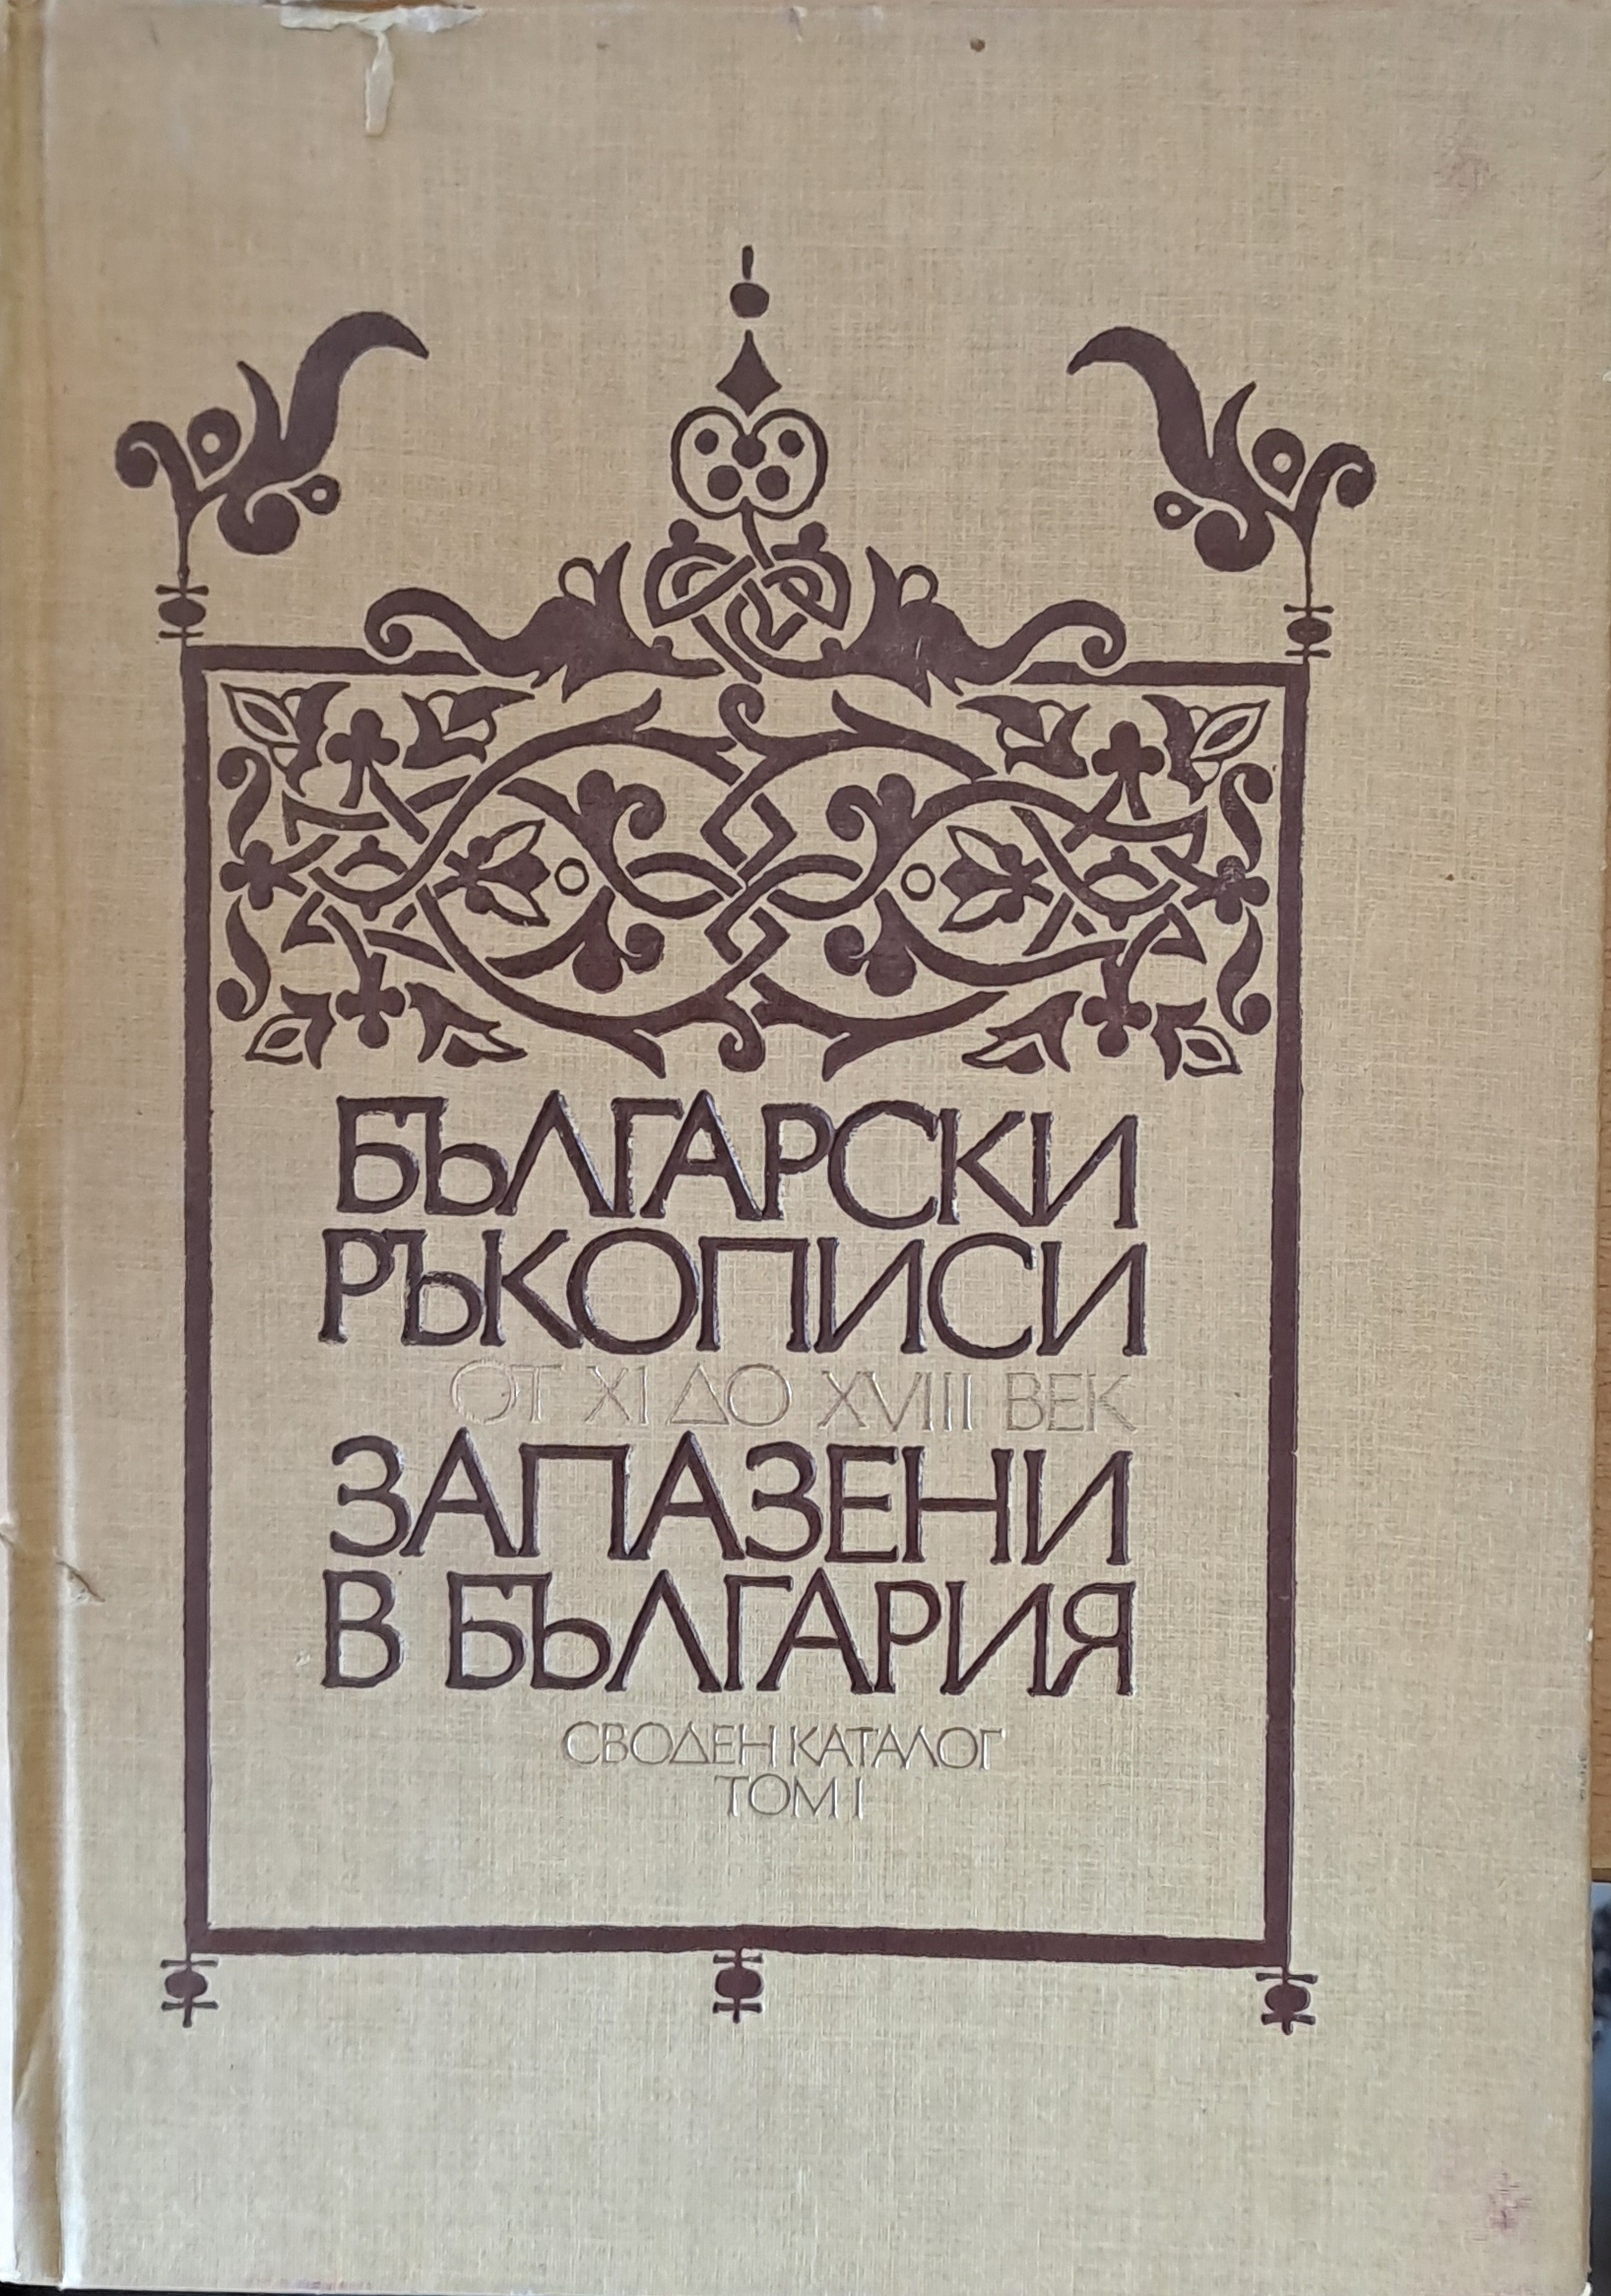 БЪЛГАРСКИ
РЪКОПИСИ
ОТ XI ДО XVIII ВЕК
ЗАПАЗЕНИ
В БЪЛГАРИЯ
СВОДЕН КАТАЛОГ
ТОМ I